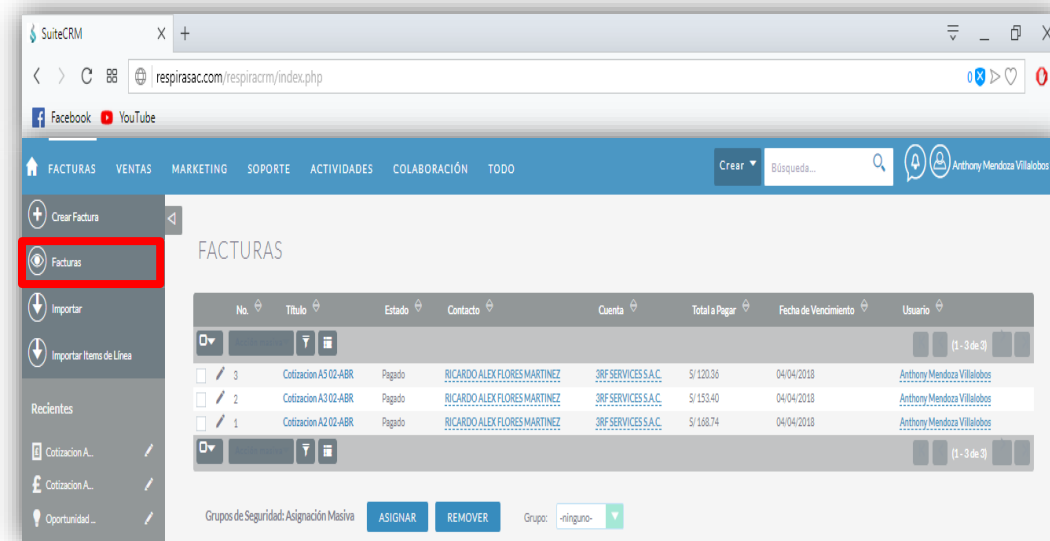 SuiteCRM
respirasac.com/respiracrm/index.php
0
Facebook YouTube
FACTURAS VENTAS MARKETING SOPORTE ACTIVIDADES COLABORACIÓN TODO Crear Búsqueda... Anthony Mendoza Villalobos
Crear Factura
Facturas
Importar
Importar Items de Línea
Recientes
Cotizacion A...
Cotizacion A...
Oportunidad ...
FACTURAS
No. Título Estado Contacto Cuenta Total a Pagar Fecha de Vencimiento Usuario
(1 - 3 de 3)
3 Cotizacion A5 02-ABR Pagado RICARDO ALEX FLORES MARTINEZ 3RF SERVICES S.A.C. S/ 120.36 04/04/2018 Anthony Mendoza Villalobos
2 Cotizacion A3 02-ABR Pagado RICARDO ALEX FLORES MARTINEZ 3RF SERVICES S.A.C. S/ 153.40 04/04/2018 Anthony Mendoza Villalobos
1 Cotizacion A2 02-ABR Pagado RICARDO ALEX FLORES MARTINEZ 3RF SERVICES S.A.C. S/ 168.74 04/04/2018 Anthony Mendoza Villalobos
(1 - 3 de 3)
Grupos de Seguridad: Asignación Masiva ASIGNAR REMOVER Grupo: -ninguno-